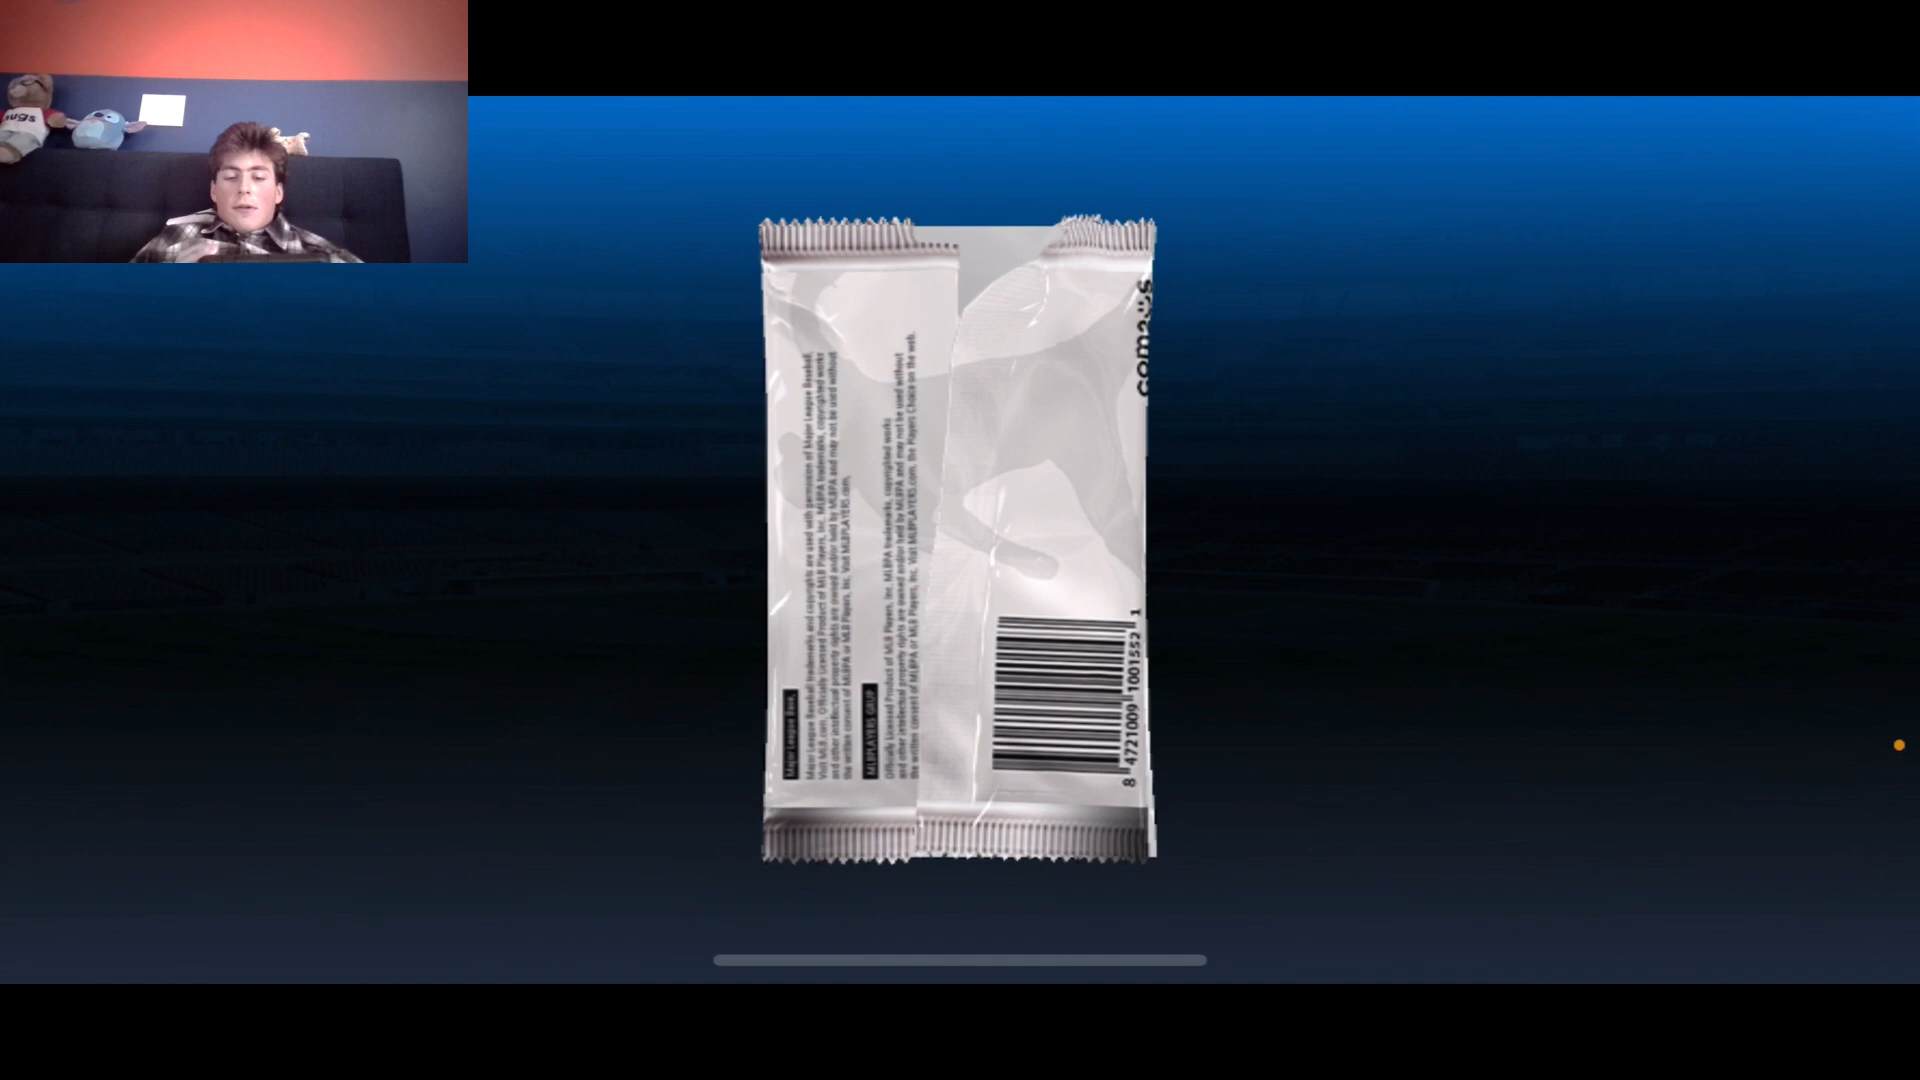 ugs
Major League Base.
Major League Baseball trademarks and copyrights are used with permission of Major League Baseball.
Visit MLB.com. Officially Licensed Product of MLB Players, Inc. MLBPA trademarks, copyrighted works
and other intellectual property rights are owned and/or held by MLBPA and may not be used without
the written consent of MLBPA or MLB Players, Inc. Visit MLBPLAYERS.com,
Officially Licensed Product of MLB Players, Inc. MLBPA trademarks, copyrighted works
and other intellectual property rights are owned and/or held by MLBPA and may not be used without
the written consent of MLBPA or MLB Players, Inc. Visit MLBPLAYERS.com, the Players Choice on the web.
8 4721009 1001552 1